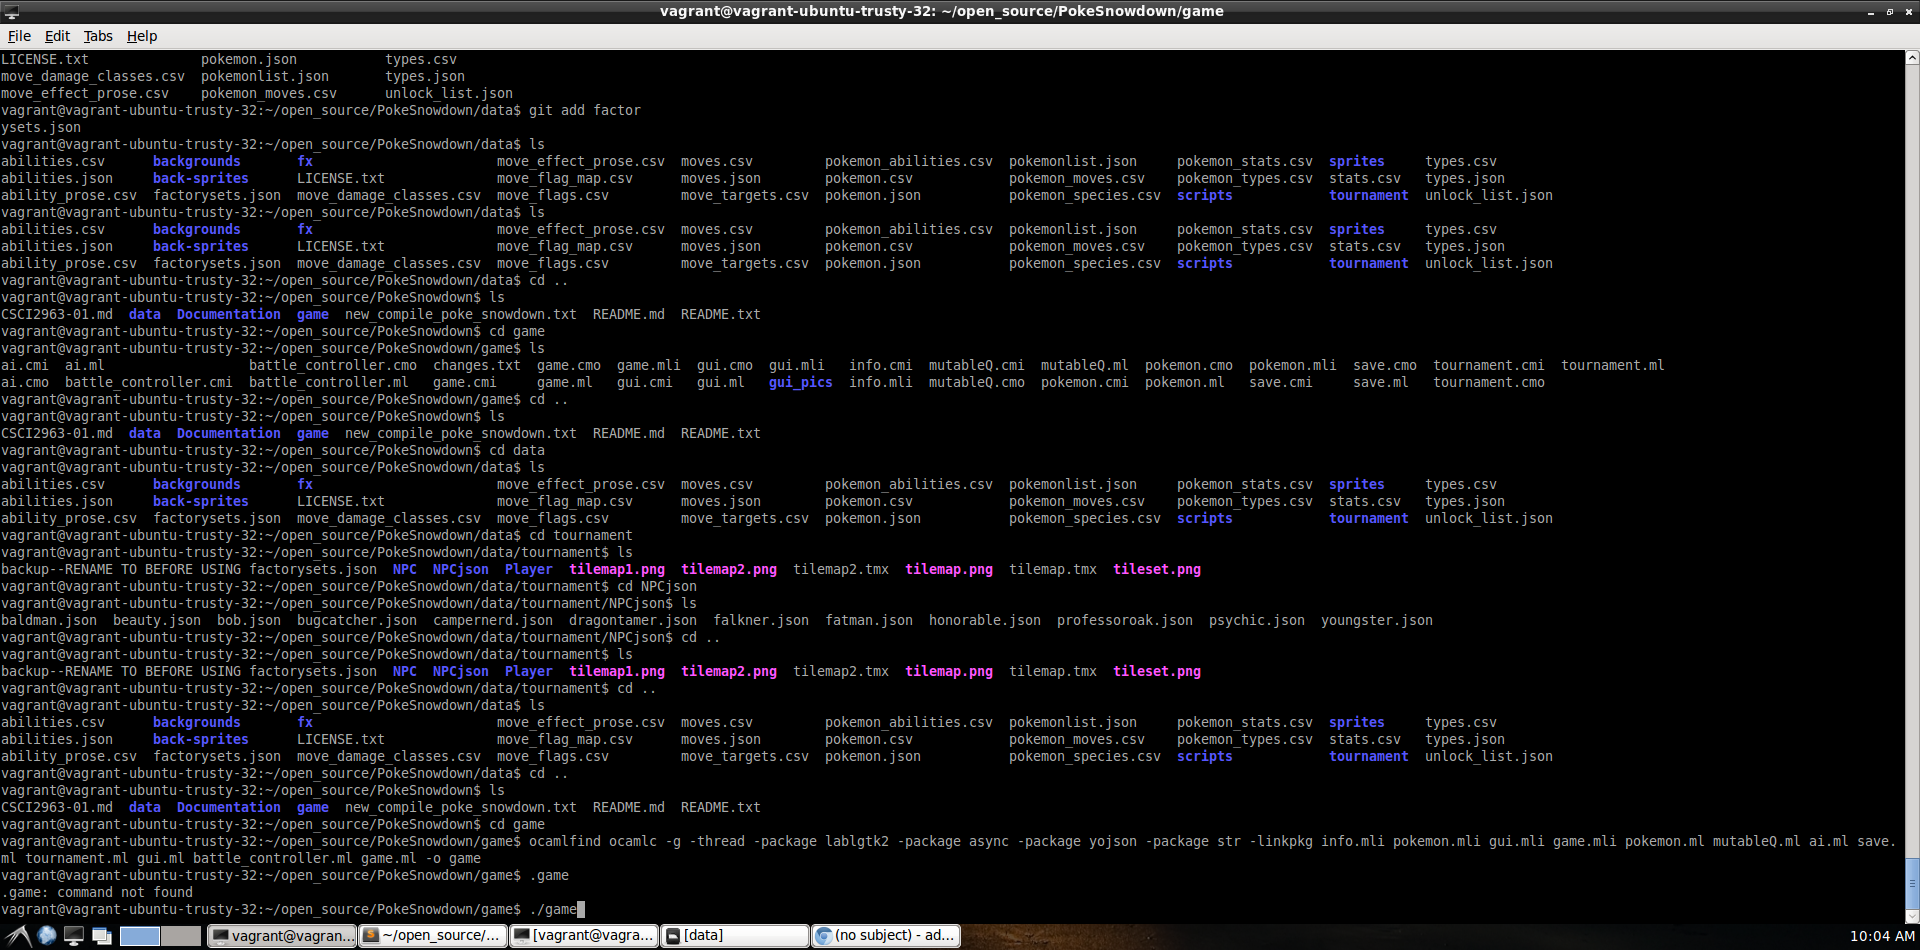 vagrant@vagrant-ubuntu-trusty-32: ~/open_source/PokeSnowdown/game
File Edit Tabs Help
LICENSE.txt pokemon.json types.csv
move_damage_classes.csv pokemonlist.json types.json
move_effect_prose.csv pokemon_moves.csv unlock_list.json
vagrant@vagrant-ubuntu-trusty-32:~/open_source/PokeSnowdown/data$ git add factor
ysets.json
vagrant@vagrant-ubuntu-trusty-32:~/open_source/PokeSnowdown/data$ ls
abilities.csv backgrounds fx move_effect_prose.csv moves.csv pokemon_abilities.csv pokemonlist.json pokemon_stats.csv sprites types.csv
abilities.json back-sprites LICENSE.txt move_flag_map.csv moves.json pokemon.csv pokemon_moves.csv pokemon_types.csv stats.csv types.json
ability_prose.csv factorysets.json move_damage_classes.csv move_flags.csv move_targets.csv pokemon.json pokemon_species.csv scripts tournament unlock_list.json
vagrant@vagrant-ubuntu-trusty-32:~/open_source/PokeSnowdown/data$ ls
abilities.csv backgrounds fx move_effect_prose.csv moves.csv pokemon_abilities.csv pokemonlist.json pokemon_stats.csv sprites types.csv
abilities.json back-sprites LICENSE.txt move_flag_map.csv moves.json pokemon.csv pokemon_moves.csv pokemon_types.csv stats.csv types.json
ability_prose.csv factorysets.json move_damage_classes.csv move_flags.csv move_targets.csv pokemon.json pokemon_species.csv scripts tournament unlock_list.json
vagrant@vagrant-ubuntu-trusty-32:~/open_source/PokeSnowdown/data$ cd ..
vagrant@vagrant-ubuntu-trusty-32:~/open_source/PokeSnowdown$ ls
CSCI2963-01.md data Documentation game new_compile_poke_snowdown.txt README.md README.txt
vagrant@vagrant-ubuntu-trusty-32:~/open_source/PokeSnowdown$ cd game
vagrant@vagrant-ubuntu-trusty-32:~/open_source/PokeSnowdown/game$ ls
ai.cmi ai.ml battle_controller.cmo changes.txt game.cmo game.mli gui.cmo gui.mli info.cmi mutableQ.cmi mutableQ.ml pokemon.cmo pokemon.mli save.cmo tournament.cmi tournament.ml
ai.cmo battle_controller.cmi battle_controller.ml game.cmi game.ml gui.cmi gui.ml gui_pics info.mli mutableQ.cmo pokemon.cmi pokemon.ml save.cmi save.ml tournament.cmo
vagrant@vagrant-ubuntu-trusty-32:~/open_source/PokeSnowdown/game$ cd ..
vagrant@vagrant-ubuntu-trusty-32:~/open_source/PokeSnowdown$ ls
CSCI2963-01.md data Documentation game new_compile_poke_snowdown.txt README.md README.txt
vagrant@vagrant-ubuntu-trusty-32:~/open_source/PokeSnowdown$ cd data
vagrant@vagrant-ubuntu-trusty-32:~/open_source/PokeSnowdown/data$ ls
abilities.csv backgrounds fx move_effect_prose.csv moves.csv pokemon_abilities.csv pokemonlist.json pokemon_stats.csv sprites types.csv
abilities.json back-sprites LICENSE.txt move_flag_map.csv moves.json pokemon.csv pokemon_moves.csv pokemon_types.csv stats.csv types.json
ability_prose.csv factorysets.json move_damage_classes.csv move_flags.csv move_targets.csv pokemon.json pokemon_species.csv scripts tournament unlock_list.json
vagrant@vagrant-ubuntu-trusty-32:~/open_source/PokeSnowdown/data$ cd tournament
vagrant@vagrant-ubuntu-trusty-32:~/open_source/PokeSnowdown/data/tournament$ ls
backup--RENAME TO BEFORE USING factorysets.json NPC NPCjson Player tilemap1.png tilemap2.png tilemap2.tmx tilemap.png tilemap.tmx tileset.png
vagrant@vagrant-ubuntu-trusty-32:~/open_source/PokeSnowdown/data/tournament$ cd NPCjson
vagrant@vagrant-ubuntu-trusty-32:~/open_source/PokeSnowdown/data/tournament/NPCjson$ ls
baldman.json beauty.json bob.json bugcatcher.json campernerd.json dragontamer.json falkner.json fatman.json honorable.json professoroak.json psychic.json youngster.json
vagrant@vagrant-ubuntu-trusty-32:~/open_source/PokeSnowdown/data/tournament/NPCjson$ cd ..
vagrant@vagrant-ubuntu-trusty-32:~/open_source/PokeSnowdown/data/tournament$ ls
backup--RENAME TO BEFORE USING factorysets.json NPC NPCjson Player tilemap1.png tilemap2.png tilemap2.tmx tilemap.png tilemap.tmx tileset.png
vagrant@vagrant-ubuntu-trusty-32:~/open_source/PokeSnowdown/data/tournament$ cd ..
vagrant@vagrant-ubuntu-trusty-32:~/open_source/PokeSnowdown/data$ ls
abilities.csv backgrounds fx move_effect_prose.csv moves.csv pokemon_abilities.csv pokemonlist.json pokemon_stats.csv sprites types.csv
abilities.json back-sprites LICENSE.txt move_flag_map.csv moves.json pokemon.csv pokemon_moves.csv pokemon_types.csv stats.csv types.json
ability_prose.csv factorysets.json move_damage_classes.csv move_flags.csv move_targets.csv pokemon.json pokemon_species.csv scripts tournament unlock_list.json
vagrant@vagrant-ubuntu-trusty-32:~/open_source/PokeSnowdown/data$ cd ..
vagrant@vagrant-ubuntu-trusty-32:~/open_source/PokeSnowdown$ ls
CSCI2963-01.md data Documentation game new_compile_poke_snowdown.txt README.md README.txt
vagrant@vagrant-ubuntu-trusty-32:~/open_source/PokeSnowdown$ cd game
vagrant@vagrant-ubuntu-trusty-32:~/open_source/PokeSnowdown/game$ ocamlfind ocamlc -g -thread -package lablgtk2 -package async -package yojson -package str -linkpkg info.mli pokemon.mli gui.mli game.mli pokemon.ml mutableQ.ml ai.ml save.
ml tournament.ml gui.ml battle_controller.ml game.ml -o game
vagrant@vagrant-ubuntu-trusty-32:~/open_source/PokeSnowdown/game$ .game
.game: command not found
vagrant@vagrant-ubuntu-trusty-32:~/open_source/PokeSnowdown/game$ ./game
vagrant@vagran... ~/open_source/... [vagrant@vagra... [data] (no subject) - ad... 10:04 AM